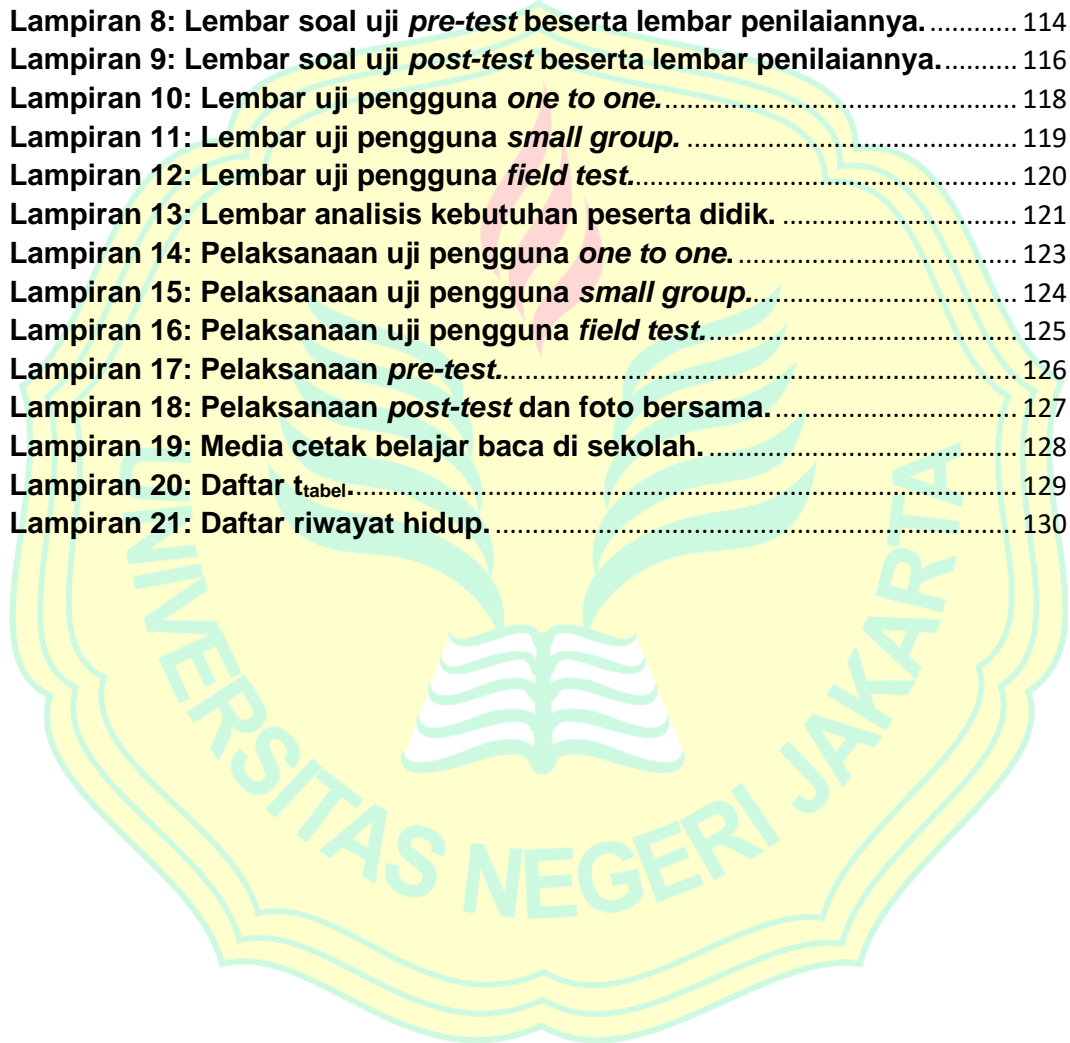 Lampiran 8: Lembar soal uji pre-test beserta lembar penilaiannya. ............ 114
Lampiran 9: Lembar soal uji post-test beserta lembar penilaiannya. .......... 116
Lampiran 10: Lembar uji pengguna one to one. ...................................................... 118
Lampiran 11: Lembar uji pengguna small group. .................................................... 119
Lampiran 12: Lembar uji pengguna field test. ......................................................... 120
Lampiran 13: Lembar analisis kebutuhan peserta didik. .................................... 121
Lampiran 14: Pelaksanaan uji pengguna one to one. ........................................... 123
Lampiran 15: Pelaksanaan uji pengguna small group. ......................................... 124
Lampiran 16: Pelaksanaan uji pengguna field test. ............................................... 125
Lampiran 17: Pelaksanaan pre-test. ........................................................................ 126
Lampiran 18: Pelaksanaan post-test dan foto bersama. ..................................... 127
Lampiran 19: Media cetak belajar baca di sekolah. ................................................ 128
Lampiran 20: Daftar ttabel. ......................................................................................... 129
Lampiran 21: Daftar riwayat hidup. .......................................................................... 130
UNIVERSITAS NEGERI JAKARTA